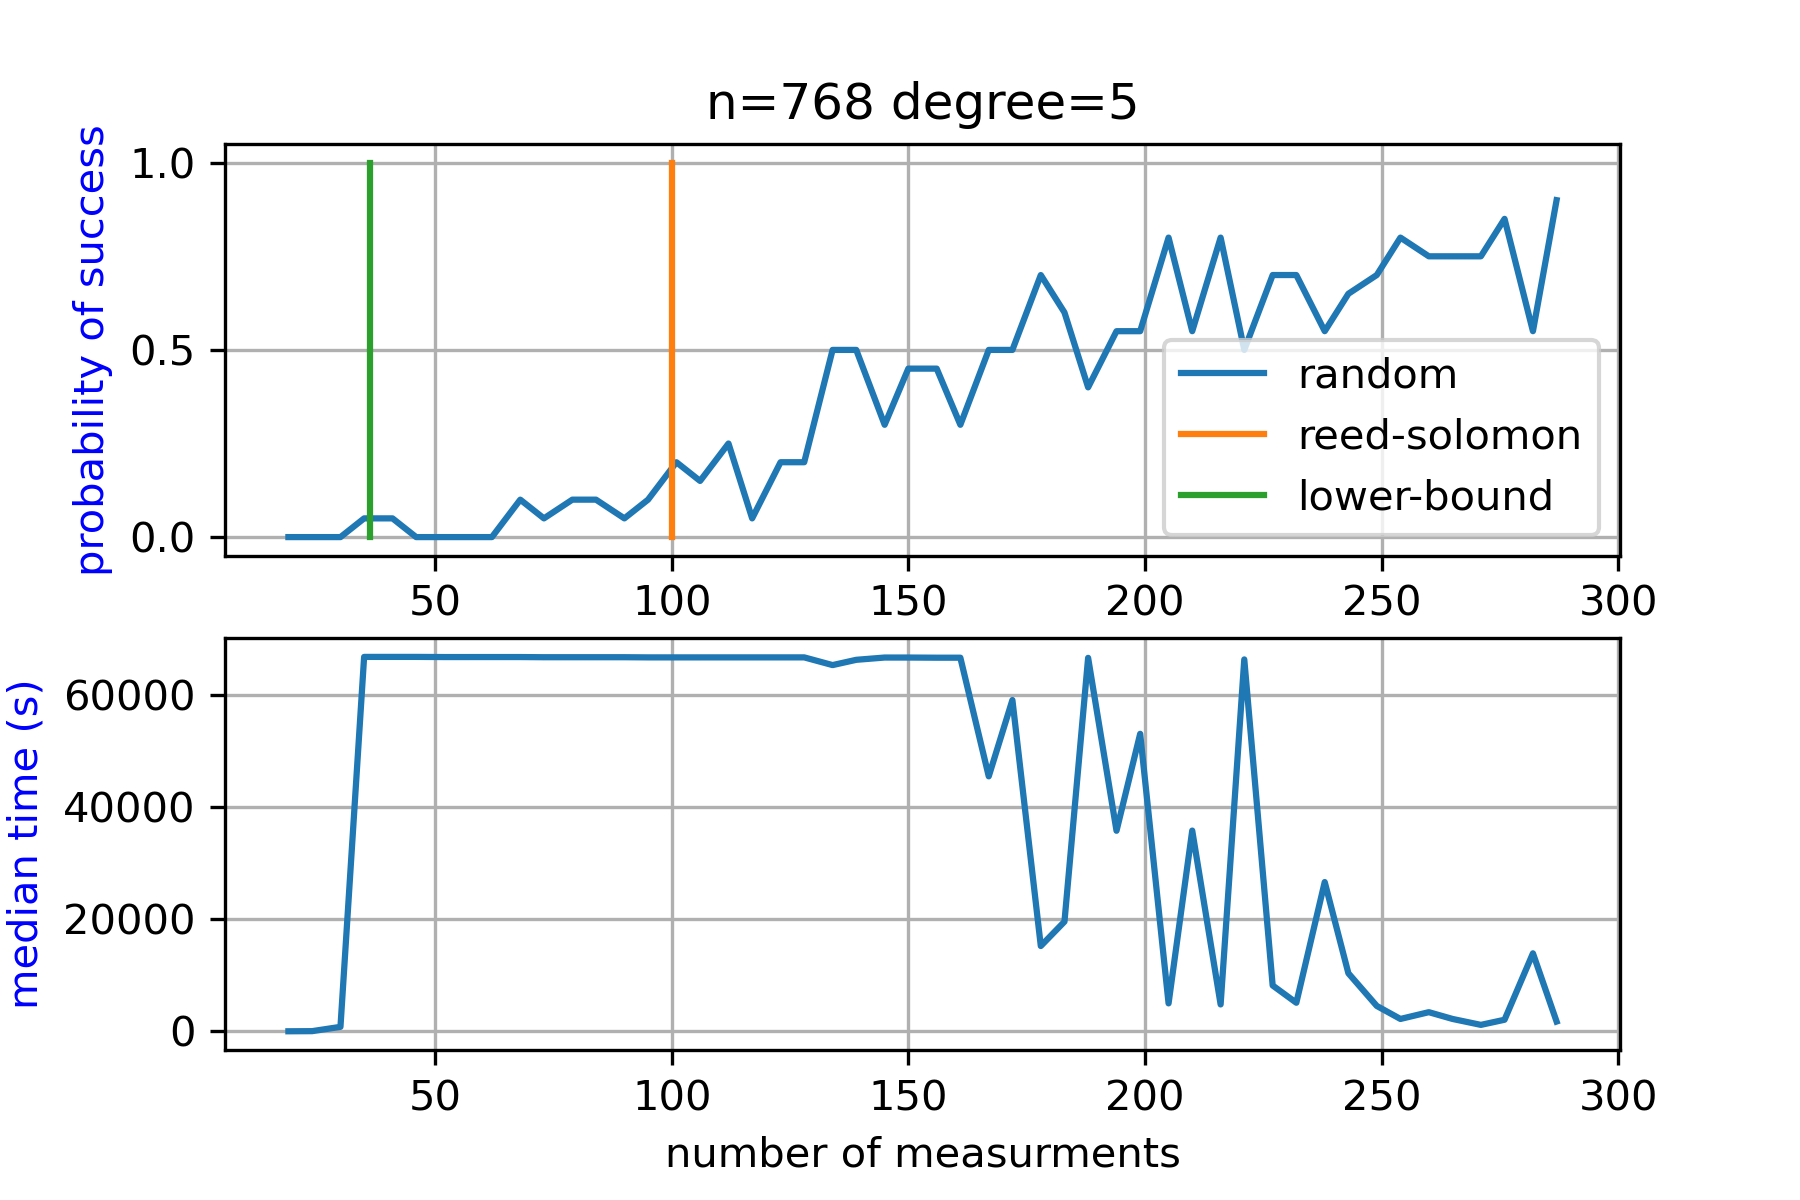 n=768 degree=5
probability of success
1.0
0.5
0.0
random
reed-solomon
lower-bound
50 100 150 200 250 300
median time (s)
60000
40000
20000
0
50 100 150 200 250 300
number of measurments